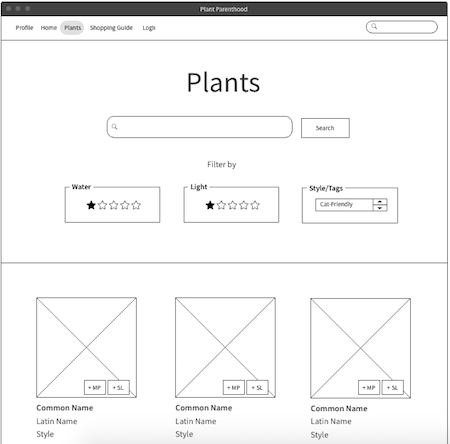 Plant Parenthood
Profile Home Plants Shopping Guide Login
Plants
Search
Filter by
Water Light Style/Tags
Cat-Friendly
+ MP + SL + MP + SL + MP + SL
Common Name Common Name Common Name
Latin Name Latin Name Latin Name
Style Style Style